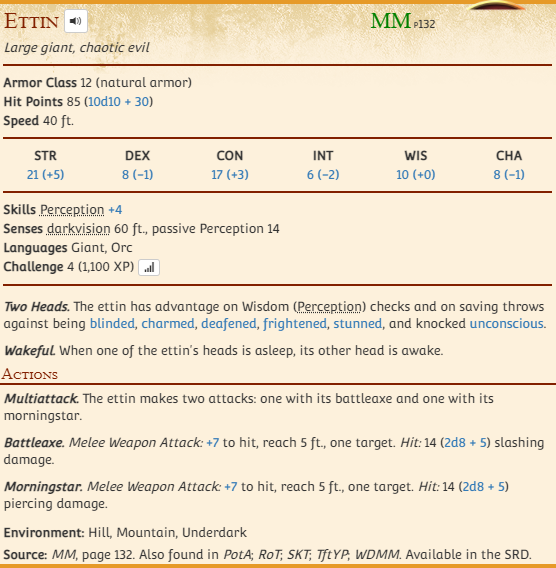 ETTIN MM P132
Large giant, chaotic evil
Armor Class 12 (natural armor)
Hit Points 85 (10d10 + 30)
Speed 40 ft.
STR DEX CON INT WIS CHA
21 (+5) 8 (−1) 17 (+3) 6 (−2) 10 (+0) 8 (−1)
Skills Perception +4
Senses darkvision 60 ft., passive Perception 14
Languages Giant, Orc
Challenge 4 (1,100 XP)
Two Heads. The ettin has advantage on Wisdom (Perception) checks and on saving throws
against being blinded, charmed, deafened, frightened, stunned, and knocked unconscious.
Wakeful. When one of the ettin's heads is asleep, its other head is awake.
ACTIONS
Multiattack. The ettin makes two attacks: one with its battleaxe and one with its
morningstar.
Battleaxe. Melee Weapon Attack: +7 to hit, reach 5 ft., one target. Hit: 14 (2d8 + 5) slashing
damage.
Morningstar. Melee Weapon Attack: +7 to hit, reach 5 ft., one target. Hit: 14 (2d8 + 5)
piercing damage.
Environment: Hill, Mountain, Underdark
Source: MM, page 132. Also found in PotA; RoT; SKT; TftYP; WDMM. Available in the SRD.